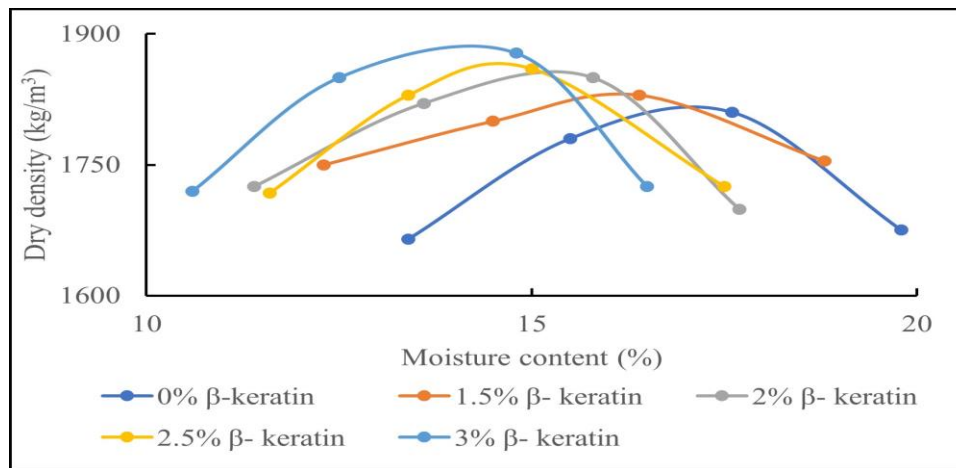 1900
1750
1600
Dry density (kg/m³)
10 15 20
Moisture content (%)
0% β-keratin 1.5% β- keratin 2% β- keratin
2.5% β- keratin 3% β- keratin